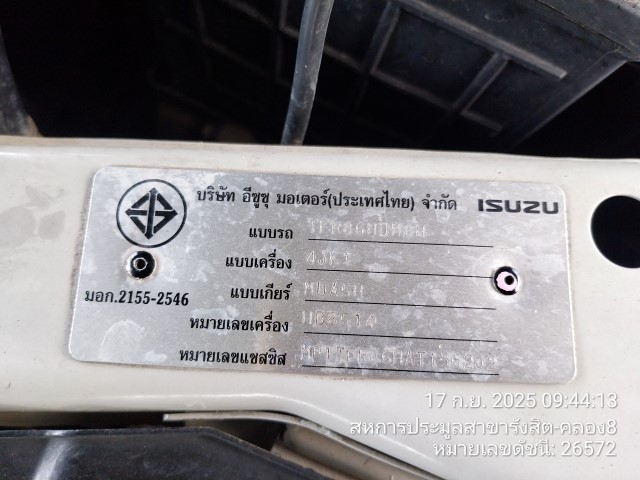 บริษัท อีซูซุ มอเตอร์(ประเทศไทย) จำกัด ISUZU
แบบรถ
แบบเครื่อง 4JK1
มอก.2155-2546
แบบเกียร์
หมายเลขเครื่อง
หมายเลขแชสซิส
17 ก.ย. 2025 09:44:13
สหการประมูลสาขารังสิต-คลอง8
หมายเลขดัชนี: 26572